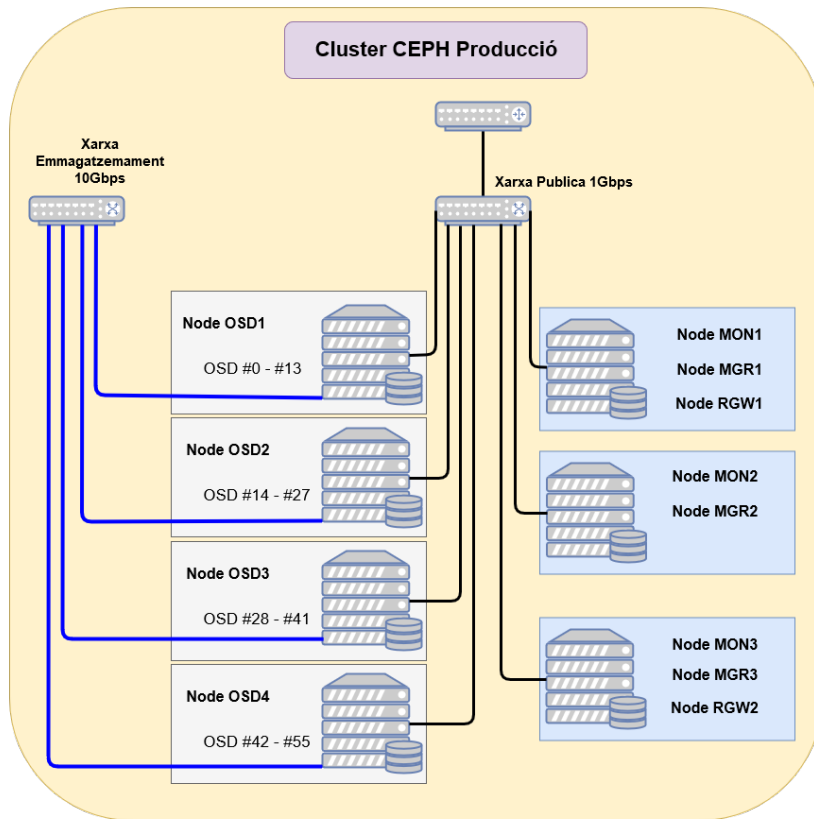 Cluster CEPH Producció
Xarxa
Emmagatzemament
10Gbps
Xarxa Publica 1Gbps
Node OSD1
OSD #0 - #13
Node OSD2
OSD #14 - #27
Node OSD3
OSD #28 - #41
Node OSD4
OSD #42 - #55
Node MON1
Node MGR1
Node RGW1
Node MON2
Node MGR2
Node MON3
Node MGR3
Node RGW2